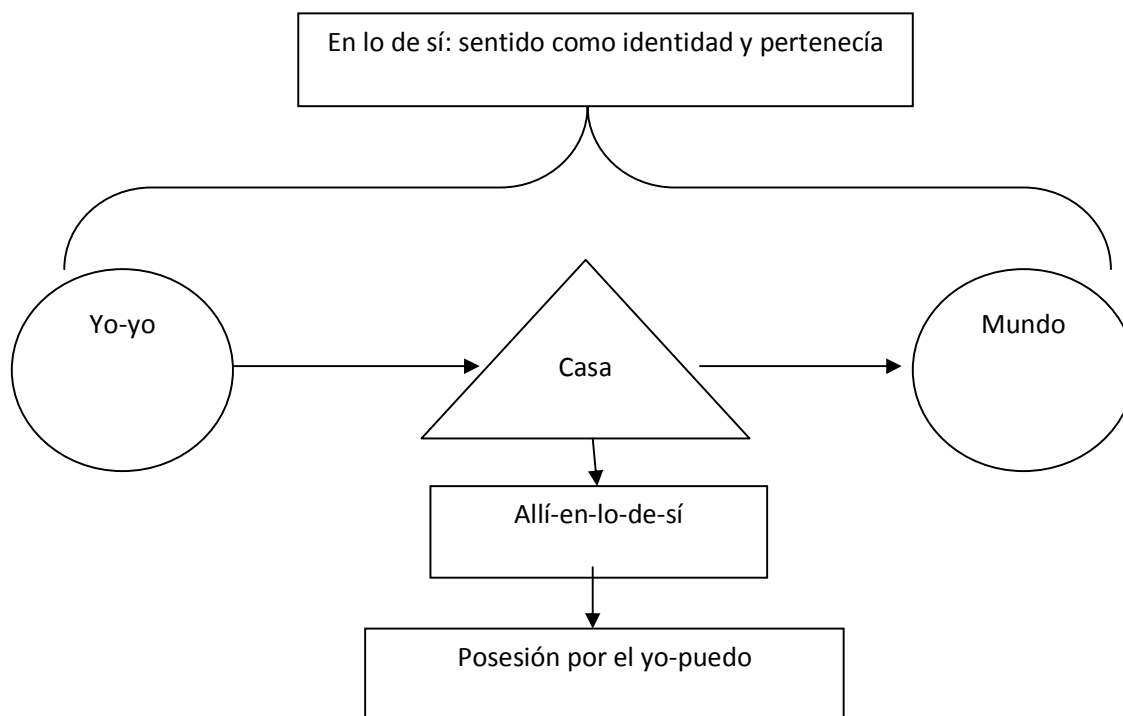 En lo de sí: sentido como identidad y pertenecía
Yo-yo
Casa
Mundo
Allí-en-lo-de-sí
Posesión por el yo-puedo